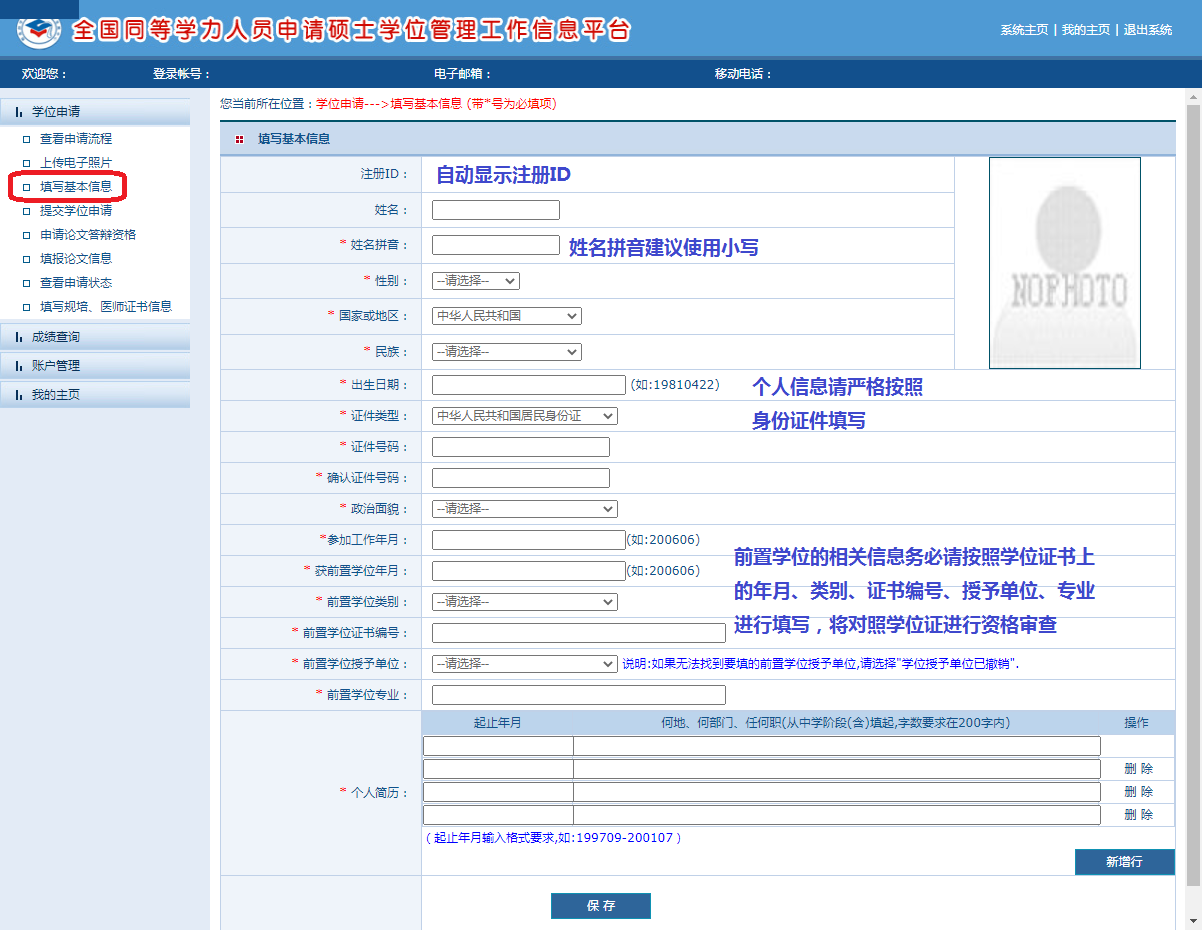 全国同等学力人员申请硕士学位管理工作信息平台
系统主页 | 我的主页 | 退出系统
欢迎您： 登录帐号： 电子邮箱： 移动电话：
学位申请
查看申请流程
上传电子照片
填写基本信息
提交学位申请
申请论文答辩资格
填报论文信息
查看申请状态
填写规培、医师证书信息
成绩查询
账户管理
我的主页
您当前所在位置：学位申请--->填写基本信息 (带*号为必填项)
填写基本信息
注册ID： 自动显示注册ID
姓名：
* 姓名拼音： 姓名拼音建议使用小写
* 性别： --请选择--
* 国家或地区： 中华人民共和国
* 民族： --请选择--
NOPHOTO
* 出生日期： (如:19810422) 个人信息请严格按照
* 证件类型： 中华人民共和国居民身份证 身份证件填写
* 证件号码：
* 确认证件号码：
* 政治面貌： --请选择--
*参加工作年月： (如:200606)
前置学位的相关信息务必请按照学位证书上
* 获前置学位年月： (如:200606)
* 前置学位类别： --请选择-- 的年月、类别、证书编号、授予单位、专业
* 前置学位证书编号： 进行填写，将对照学位证进行资格审查
* 前置学位授予单位： --请选择-- 说明:如果无法找到要填的前置学位授予单位,请选择"学位授予单位已撤销".
* 前置学位专业：
起止年月 何地、何部门、任何职(从中学阶段(含)填起,字数要求在200字内) 操作
删 除
* 个人简历： 删 除
删 除
( 起止年月输入格式要求,如:199709-200107 )
新增行
保 存